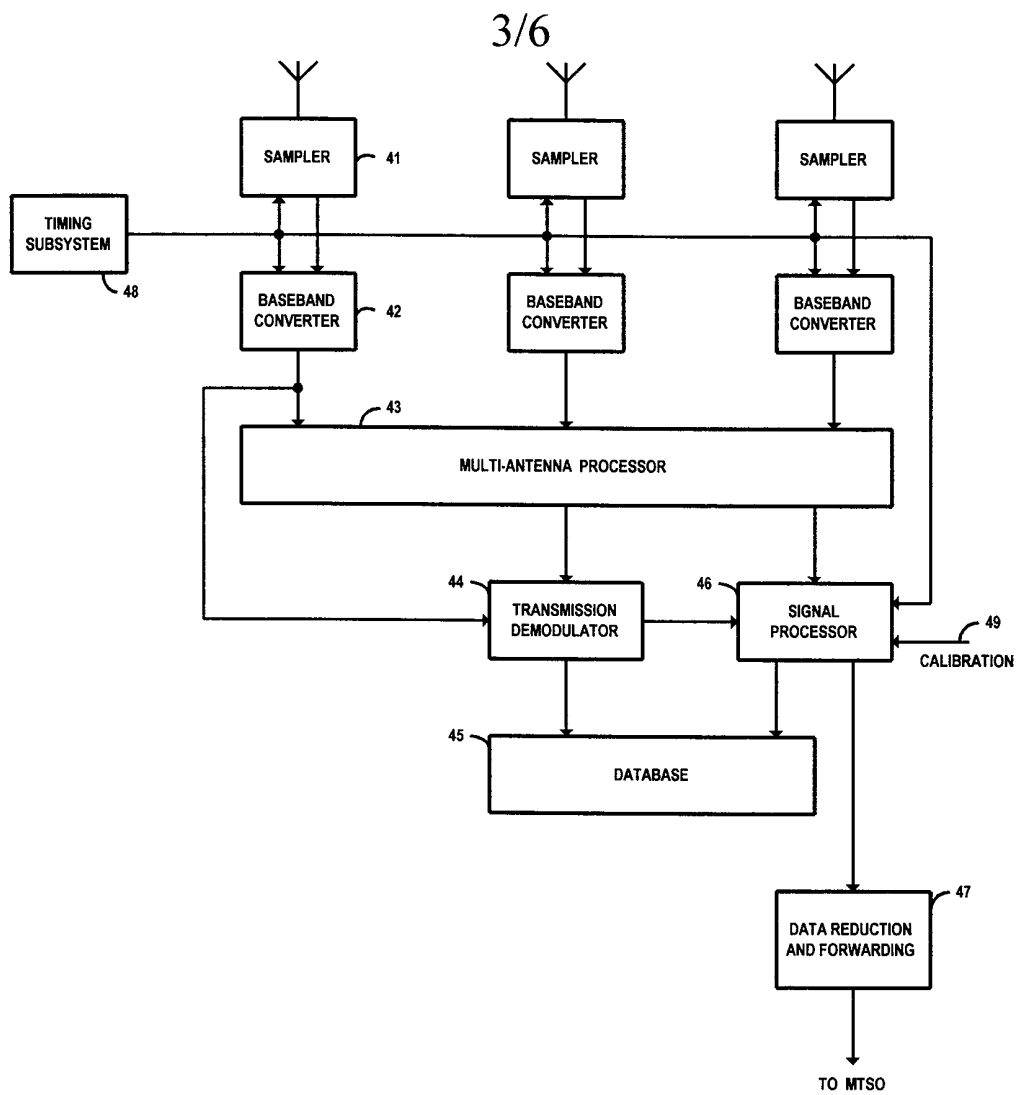 3/6
SAMPLER
41
SAMPLER
SAMPLER
TIMING
SUBSYSTEM
48
BASEBAND
CONVERTER
42
BASEBAND
CONVERTER
BASEBAND
CONVERTER
43
MULTI-ANTENNA PROCESSOR
44
TRANSMISSION
DEMODULATOR
46
SIGNAL
PROCESSOR
49
CALIBRATION
45
DATABASE
47
DATA REDUCTION
AND FORWARDING
TO MTSO